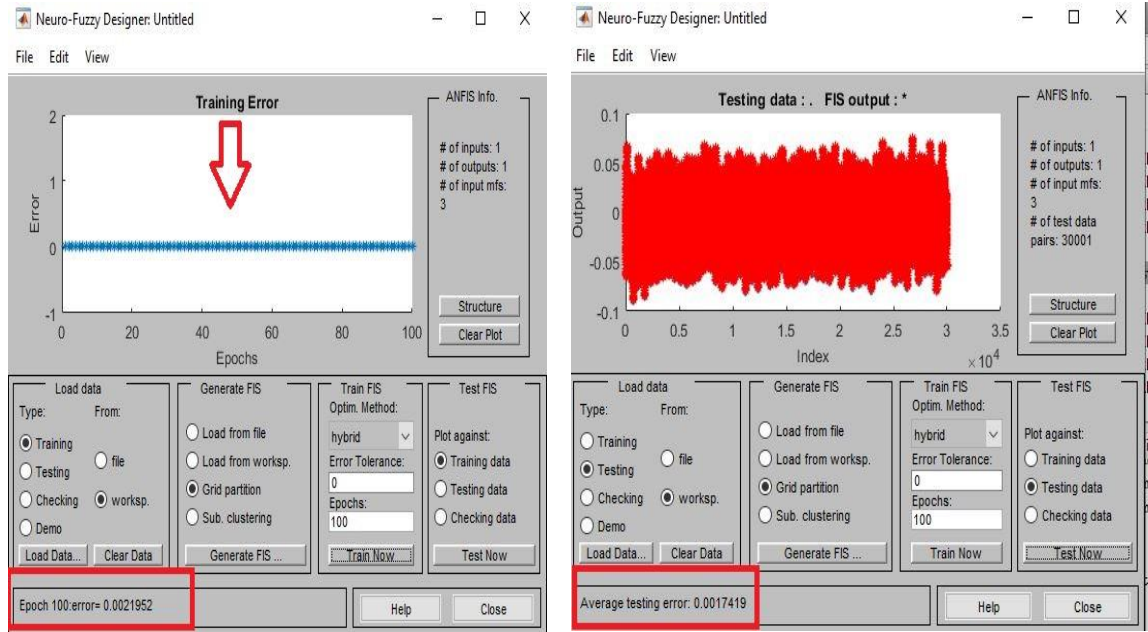 Neuro-Fuzzy Designer: Untitled
File Edit View
Training Error
2
1
0
-1
Error
0 20 40 60 80 100
Epochs
ANFIS Info.
# of inputs: 1
# of outputs: 1
# of input mfs:
3
Structure
Clear Plot
Load data
Type: From:
Training
Testing
Checking
Demo
file
worksp.
Load Data... Clear Data
Generate FIS
Load from file
Load from worksp.
Grid partition
Sub. clustering
Generate FIS ...
Train FIS
Optim. Method:
hybrid
Error Tolerance:
0
Epochs:
100
Train Now
Test FIS
Plot against:
Training data
Testing data
Checking data
Test Now
Epoch 100:error= 0.0021952
Help Close
Neuro-Fuzzy Designer: Untitled
File Edit View
Testing data : . FIS output : *
0.1
0.05
0
-0.05
-0.1
Output
0 0.5 1 1.5 2 2.5 3 3.5
Index
×10⁴
ANFIS Info.
# of inputs: 1
# of outputs: 1
# of input mfs:
3
# of test data
pairs: 30001
Structure
Clear Plot
Load data
Type: From:
Training
Testing
Checking
Demo
file
worksp.
Load Data... Clear Data
Generate FIS
Load from file
Load from worksp.
Grid partition
Sub. clustering
Generate FIS ...
Train FIS
Optim. Method:
hybrid
Error Tolerance:
0
Epochs:
100
Train Now
Test FIS
Plot against:
Training data
Testing data
Checking data
Test Now
Average testing error: 0.0017419
Help Close